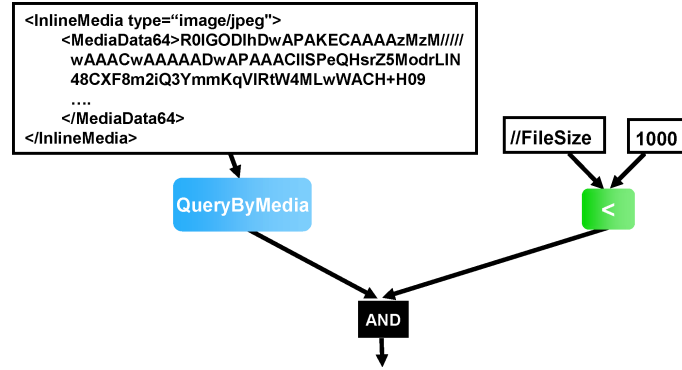 <InlineMedia type=“image/jpeg">
<MediaData64>R0lGODlhDwAPAKECAAAAzMzM/////
wAAACwAAAAADwAPAAACIISPeQHsrZ5ModrLlN
48CXF8m2iQ3YmmKqVlRtW4MLwWACH+H09
….
</MediaData64>
</InlineMedia>
//FileSize
1000
QueryByMedia
<
AND